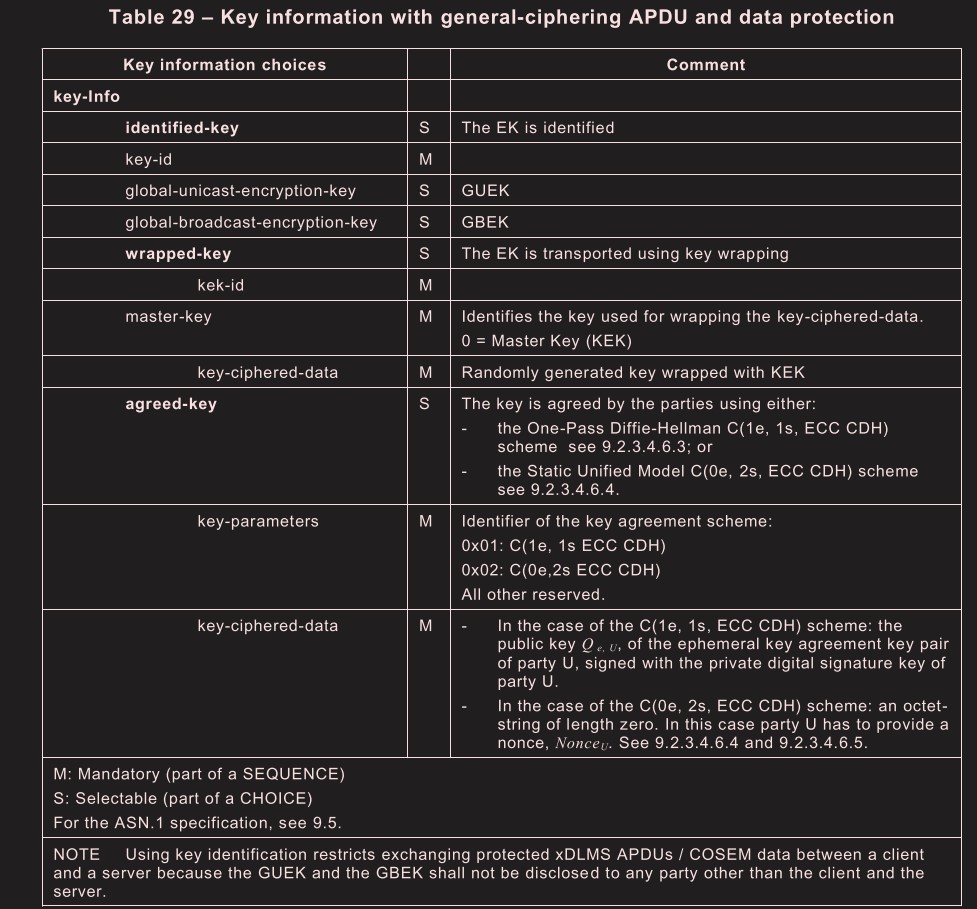 Table 29 – Key information with general-ciphering APDU and data protection
Key information choices Comment
key-Info
identified-key S The EK is identified
key-id M
global-unicast-encryption-key S GUEK
global-broadcast-encryption-key S GBEK
wrapped-key S The EK is transported using key wrapping
kek-id M
master-key M Identifies the key used for wrapping the key-ciphered-data.
0 = Master Key (KEK)
key-ciphered-data M Randomly generated key wrapped with KEK
agreed-key S The key is agreed by the parties using either:
- the One-Pass Diffie-Hellman C(1e, 1s, ECC CDH)
scheme see 9.2.3.4.6.3; or
- the Static Unified Model C(0e, 2s, ECC CDH) scheme
see 9.2.3.4.6.4.
key-parameters M Identifier of the key agreement scheme:
0x01: C(1e, 1s ECC CDH)
0x02: C(0e,2s ECC CDH)
All other reserved.
key-ciphered-data M - In the case of the C(1e, 1s, ECC CDH) scheme: the
public key Q e, U, of the ephemeral key agreement key pair
of party U, signed with the private digital signature key of
party U.
- In the case of the C(0e, 2s, ECC CDH) scheme: an octet-
string of length zero. In this case party U has to provide a
nonce, NonceU. See 9.2.3.4.6.4 and 9.2.3.4.6.5.
M: Mandatory (part of a SEQUENCE)
S: Selectable (part of a CHOICE)
For the ASN.1 specification, see 9.5.
NOTE Using key identification restricts exchanging protected xDLMS APDUs / COSEM data between a client
and a server because the GUEK and the GBEK shall not be disclosed to any party other than the client and the
server.